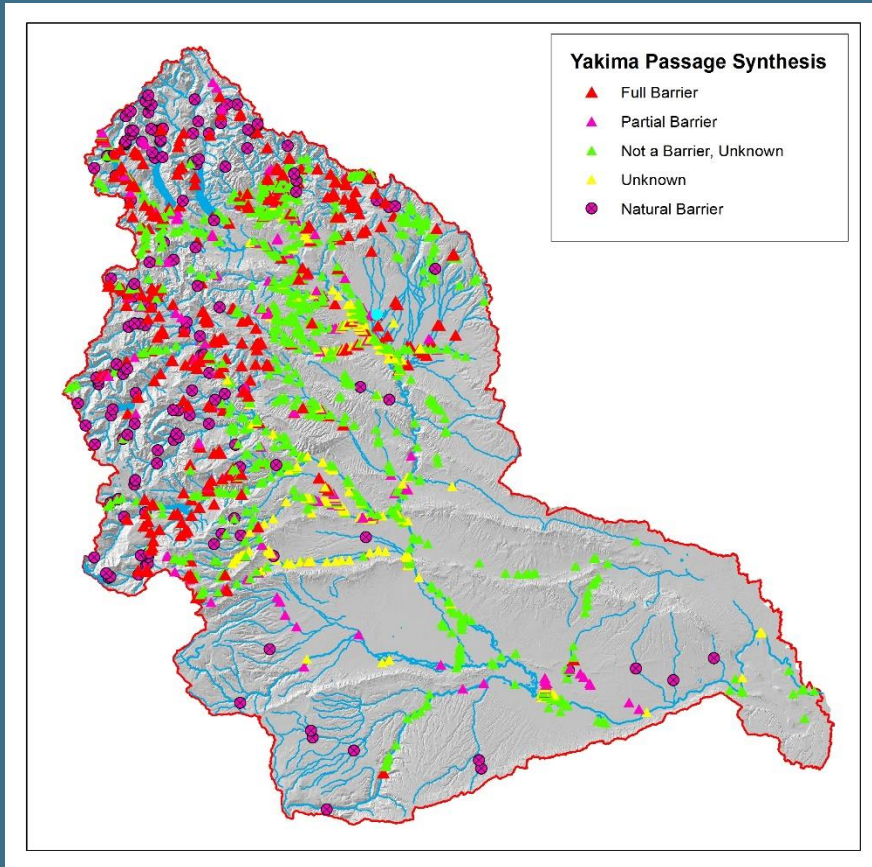 Yakima Passage Synthesis
Full Barrier
Partial Barrier
Not a Barrier, Unknown
Unknown
Natural Barrier